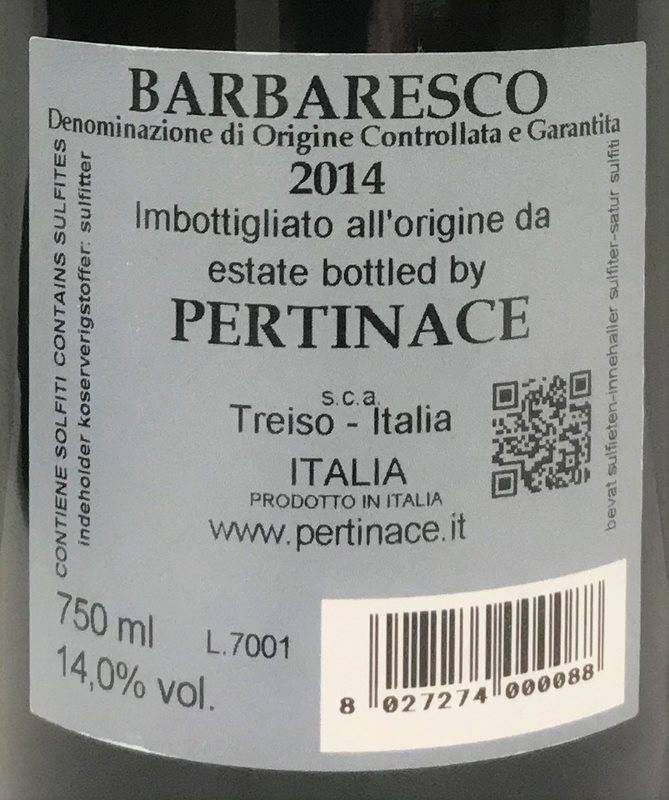 BARBARESCO
Denominazione di Origine Controllata e Garantita
2014
Imbottigliato all'origine da
estate bottled by
PERTINACE
s.c.a.
Treiso - Italia
ITALIA
PRODOTTO IN ITALIA
www.pertinace.it
CONTIENE SOLFITI CONTAINS SULFITES
indeholder koserverigstoffer: sulfitter
bevat sulfieten-innehaller sulfiter-satur sulfiti
750 ml
L.7001
14,0% vol.
8 027274 000088